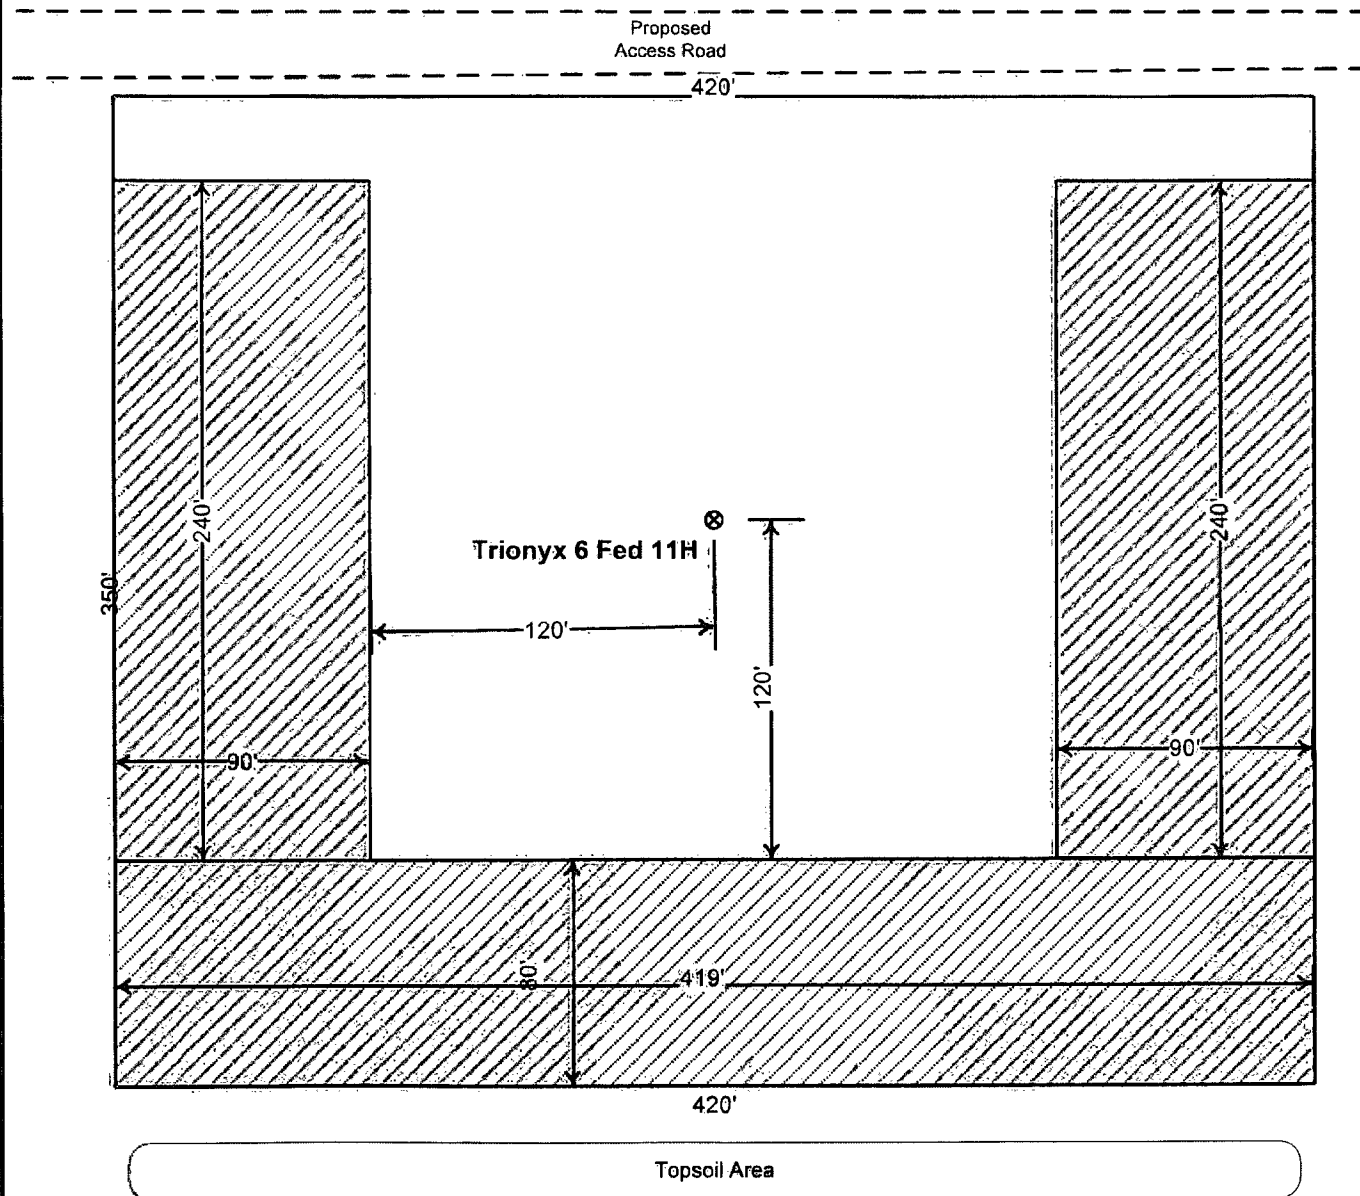 Proposed
Access Road
420'
240'
240'
Trionyx 6 Fed 11H
350'
120'
120'
90'
90'
80'
419'
420'
Topsoil Area